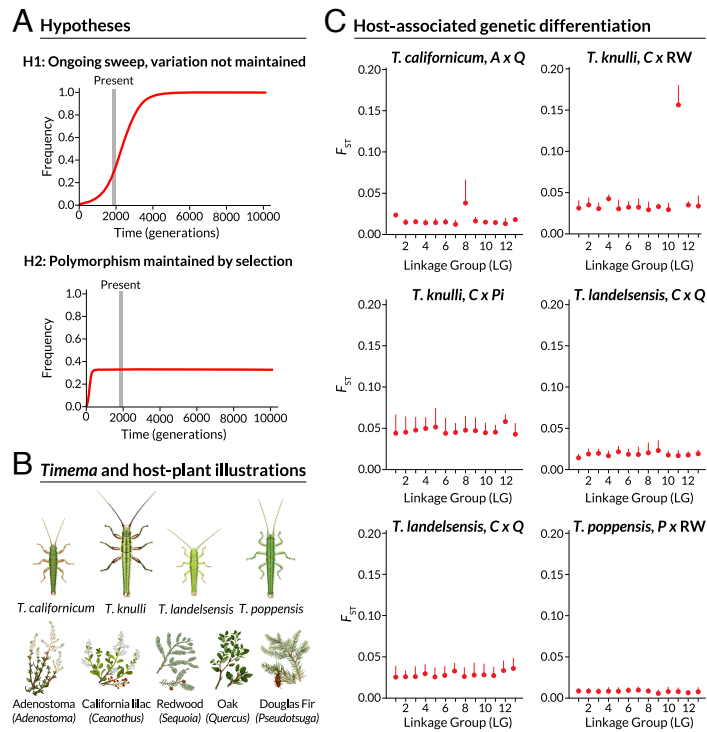 A Hypotheses
H1: Ongoing sweep, variation not maintained
Present
1.0
0.8
0.6
0.4
0.2
0.0
Frequency
0 2000 4000 6000 8000 10000
Time (generations)
H2: Polymorphism maintained by selection
Present
1.0
0.8
0.6
0.4
0.2
0.0
Frequency
0 2000 4000 6000 8000 10000
Time (generations)
B Timema and host-plant illustrations
T. californicum T. knulli T. landelsensis T. poppensis
Adenostoma California lilac Redwood Oak Douglas Fir
(Adenostoma) (Ceanothus) (Sequoia) (Quercus) (Pseudotsuga)
C Host-associated genetic differentiation
T. californicum, A x Q
0.20
0.15
0.10
0.05
0.00
FST
2 4 6 8 10 12
Linkage Group (LG)
T. knulli, C x RW
0.20
0.15
0.10
0.05
0.00
2 4 6 8 10 12
Linkage Group (LG)
T. knulli, C x Pi
0.20
0.15
0.10
0.05
0.00
FST
2 4 6 8 10 12
Linkage Group (LG)
T. landelsensis, C x Q
0.20
0.15
0.10
0.05
0.00
2 4 6 8 10 12
Linkage Group (LG)
T. landelsensis, C x Q
0.20
0.15
0.10
0.05
0.00
FST
2 4 6 8 10 12
Linkage Group (LG)
T. poppensis, P x RW
0.20
0.15
0.10
0.05
0.00
2 4 6 8 10 12
Linkage Group (LG)